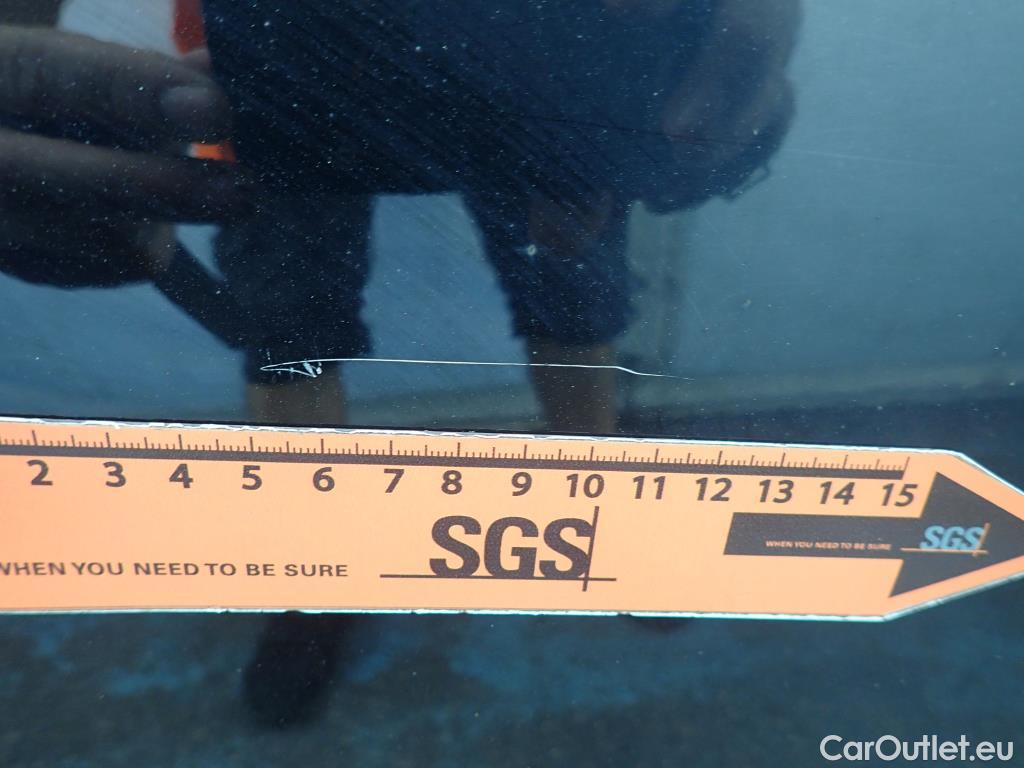 2 3 4 5 6 7 8 9 10 11 12 13 14 15
SGS
WHEN YOU NEED TO BE SURE
WHEN YOU NEED TO BE SURE SGS
CarOutlet.eu